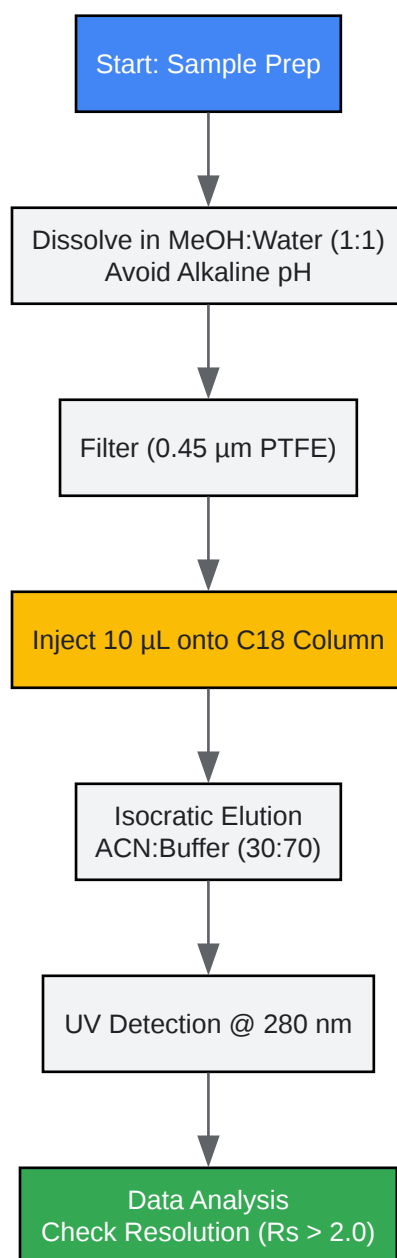 Start: Sample Prep
Dissolve in MeOH:Water (1:1)
Avoid Alkaline pH
Filter (0.45 µm PTFE)
Inject 10 µL onto C18 Column
Isocratic Elution
ACN:Buffer (30:70)
UV Detection @ 280 nm
Data Analysis
Check Resolution (Rs > 2.0)